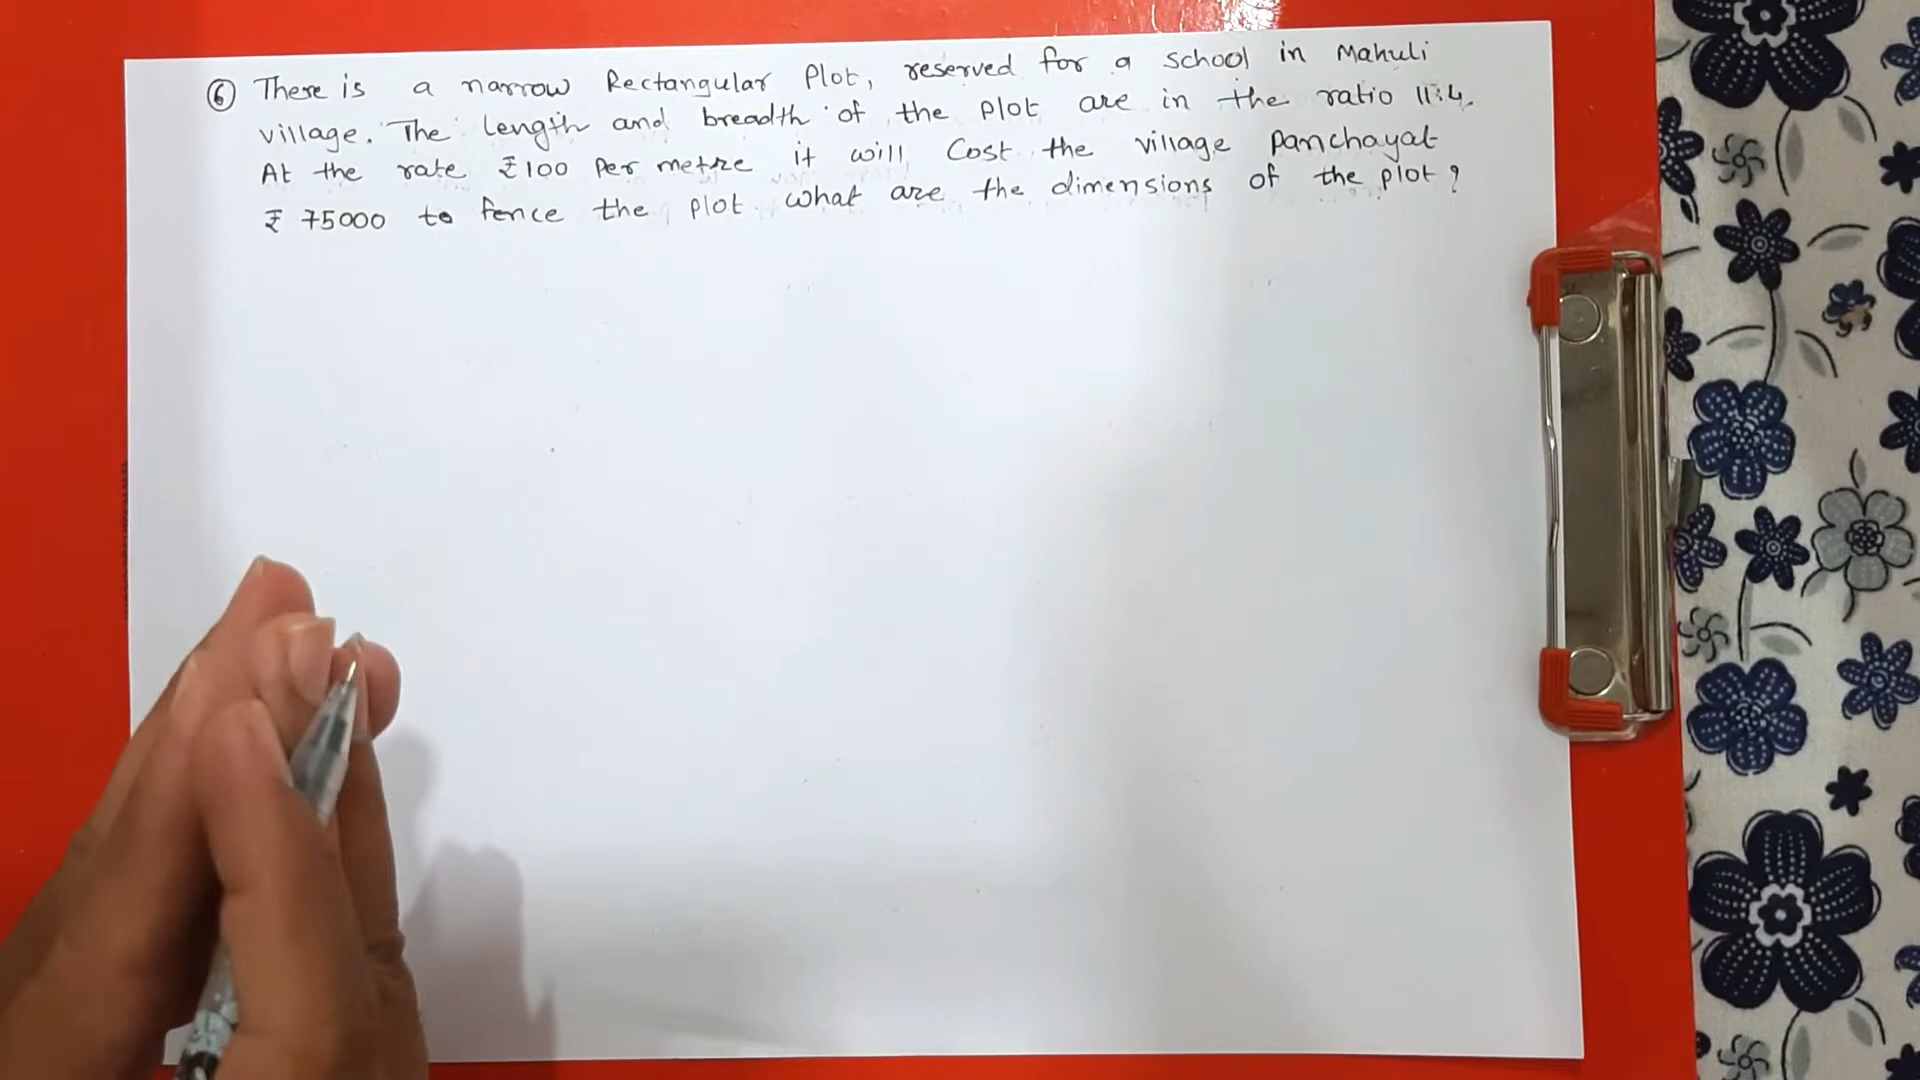 ⑥ There is a narrow Rectangular Plot, reserved for a school in Mahuli
village. The length and breadth of the plot are in the ratio 11:4.
At the rate ₹100 Per metre it will Cost the village panchayat
₹ 75000 to fence the plot. what are the dimensions of the plot?